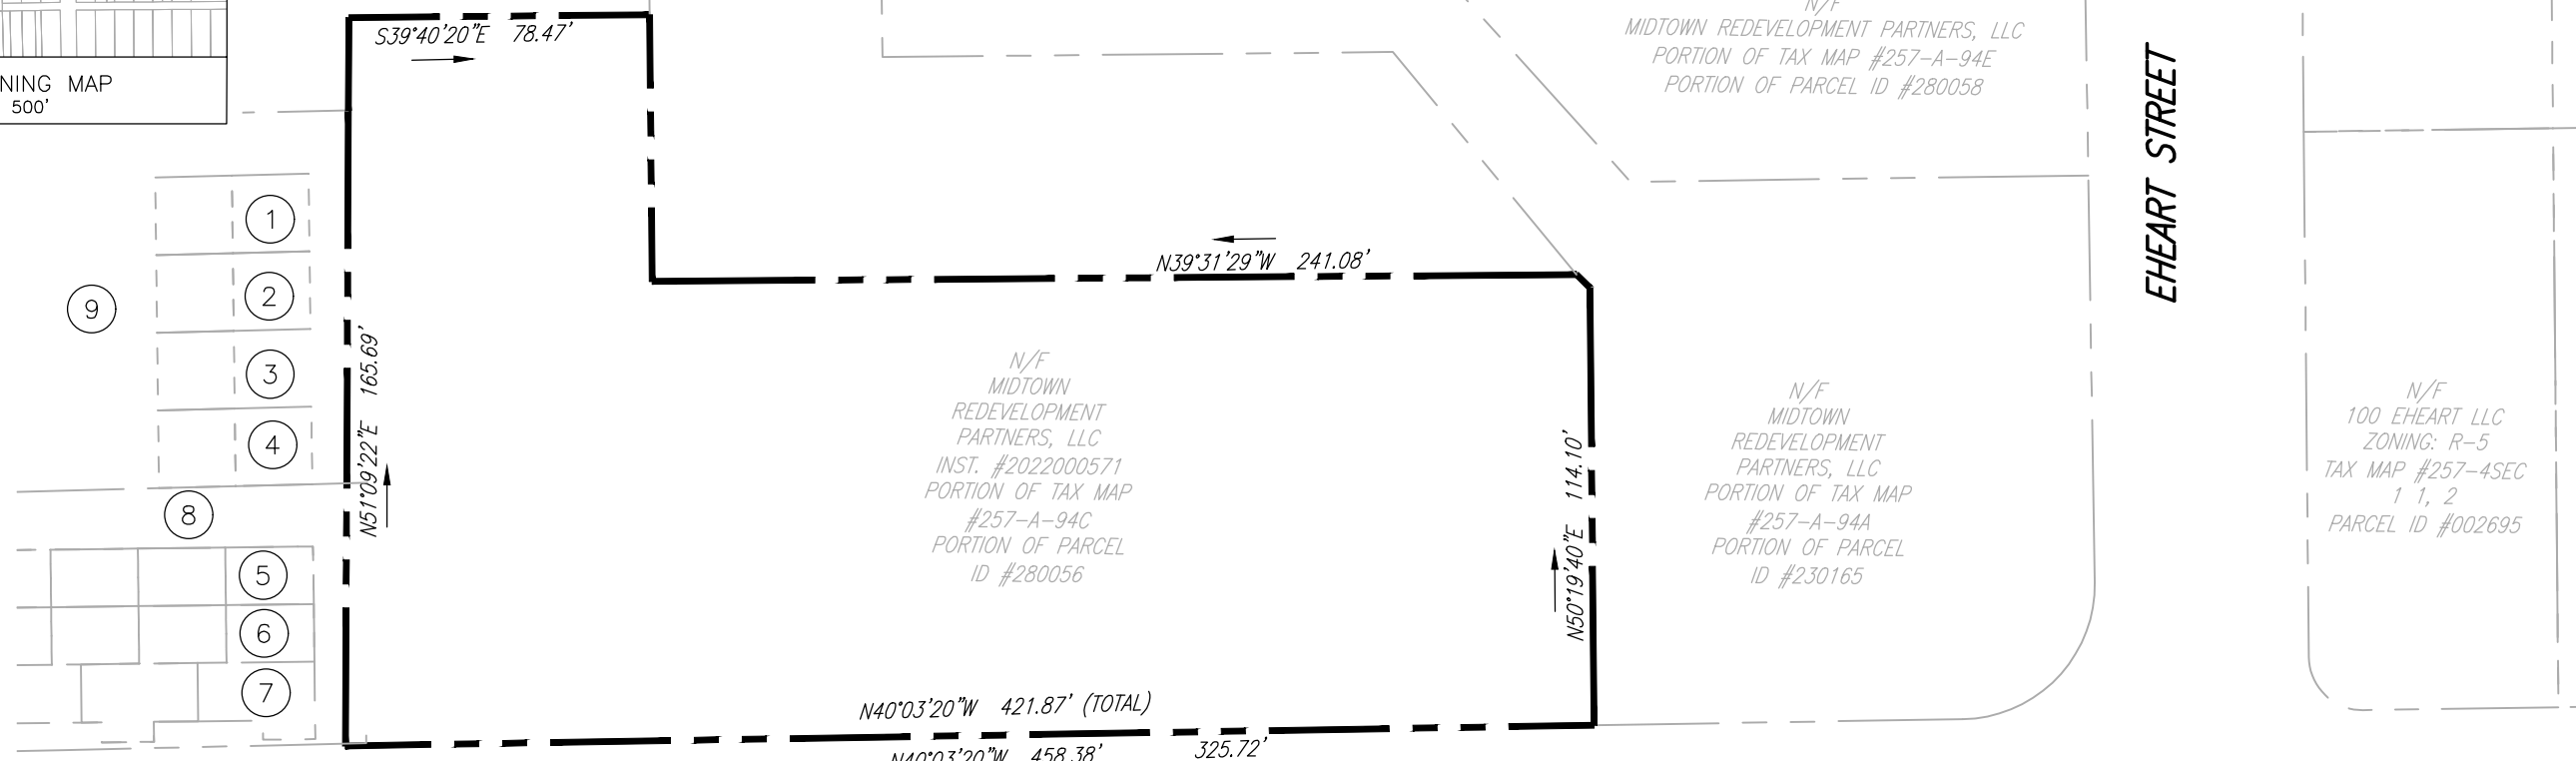 S39°40'20"E 78.47'
N/F
MIDTOWN REDEVELOPMENT PARTNERS, LLC
PORTION OF TAX MAP #257-A-94E
PORTION OF PARCEL ID #280058
EHEART STREET
NING MAP
500'
1
2
9
3
4
8
5
6
7
N51°09'22"E 165.69'
N39°31'29"W 241.08'
N/F
MIDTOWN
REDEVELOPMENT
PARTNERS, LLC
INST. #2022000571
PORTION OF TAX MAP
#257-A-94C
PORTION OF PARCEL
ID #280056
N50°19'40"E 114.10'
N/F
MIDTOWN
REDEVELOPMENT
PARTNERS, LLC
PORTION OF TAX MAP
#257-A-94A
PORTION OF PARCEL
ID #230165
N/F
100 EHEART LLC
ZONING: R-5
TAX MAP #257-4SEC
1 1, 2
PARCEL ID #002695
N40°03'20"W 421.87' (TOTAL)
N40°03'20"W 458.38'
325.72'